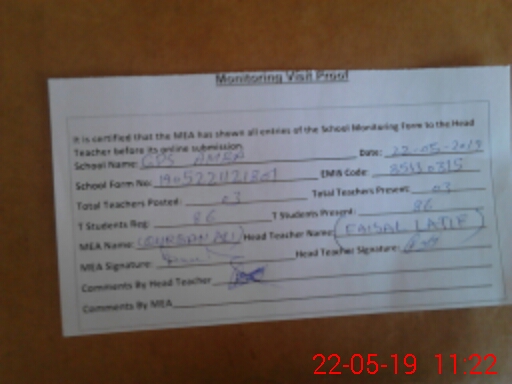 Monitoring Visit Proof
It is certified that the MEA has shown all entries of the School Monitoring Form to the Head
Teacher before its online submission.
School Name: GPS AMRA Date: 22-05-2019
School Form No: EMIS Code:
Total Teachers Posted: 03 Total Teachers Present: 03
T Students Reg: 86 T Students Present: 86
MEA Name: Head Teacher Name: FAISAL LATIF
MEA Signature: Head Teacher Signature:
Comments By Head Teacher
Comments By MEA
22-05-19 11:22